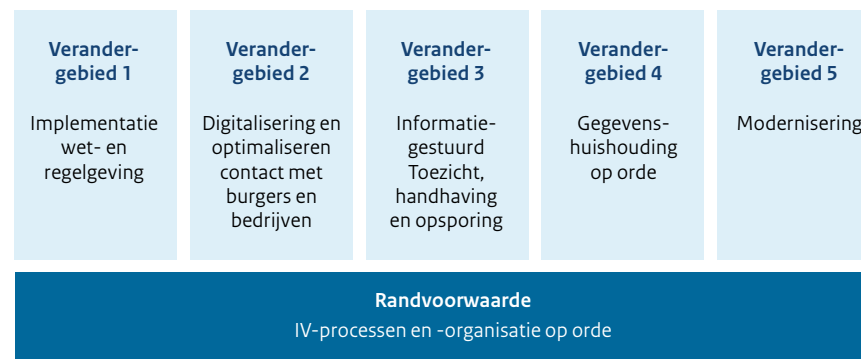 Verander-
gebied 1
Implementatie
wet- en
regelgeving
Verander-
gebied 2
Digitalisering en
optimaliseren
contact met
burgers en
bedrijven
Verander-
gebied 3
Informatie-
gestuurd
Toezicht,
handhaving
en opsporing
Verander-
gebied 4
Gegevens-
huishouding
op orde
Verander-
gebied 5
Modernisering
Randvoorwaarde
IV-processen en -organisatie op orde